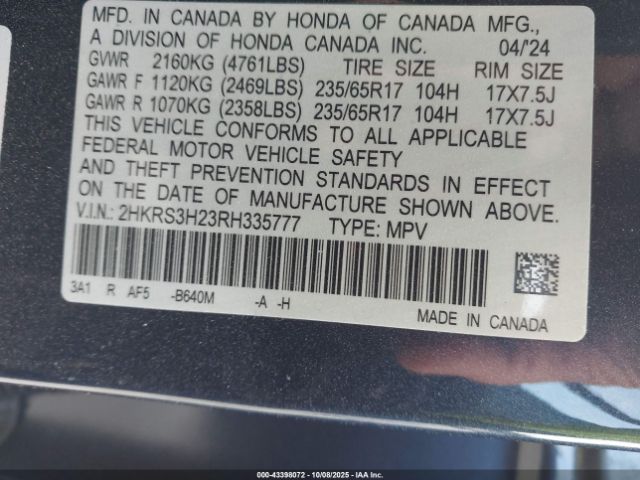 MFD. IN CANADA BY HONDA OF CANADA MFG.,
A DIVISION OF HONDA CANADA INC. 04/'24
GVWR 2160KG (4761LBS) TIRE SIZE RIM SIZE
GAWR F 1120KG (2469LBS) 235/65R17 104H 17X7.5J
GAWR R 1070KG (2358LBS) 235/65R17 104H 17X7.5J
THIS VEHICLE CONFORMS TO ALL APPLICABLE
FEDERAL MOTOR VEHICLE SAFETY
AND THEFT PREVENTION STANDARDS IN EFFECT
ON THE DATE OF MANUFACTURE SHOWN ABOVE.
V.I.N.: 2HKRS3H23RH335777 TYPE: MPV
3A1 R AF5 -B640M -A -H
MADE IN CANADA
000-43398072 | 10/08/2025 | IAA Inc.